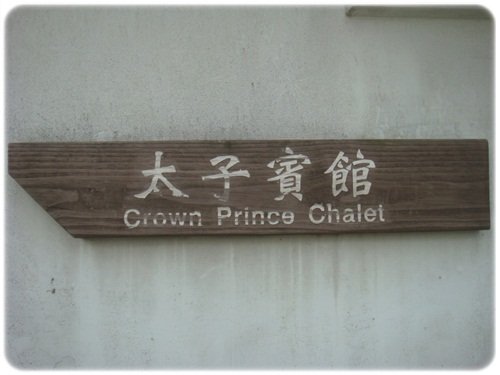 太子賓館
Crown Prince Chalet